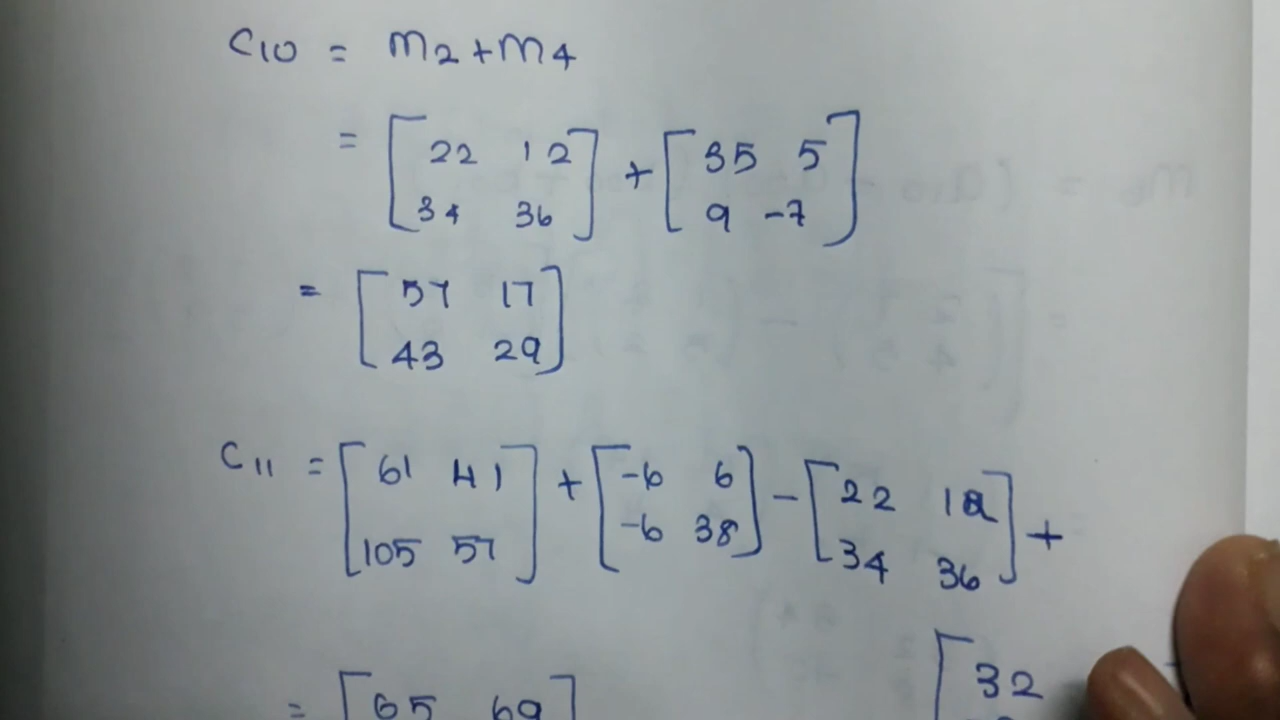 C10 = m2+m4
= [22 12 + [35 5
34 36] 9 -7]
= [57 17
43 29]
C11 = [61 41 + [-6 6 - [22 12 +
105 57] -6 38] 34 36]
[32
= [65 69]